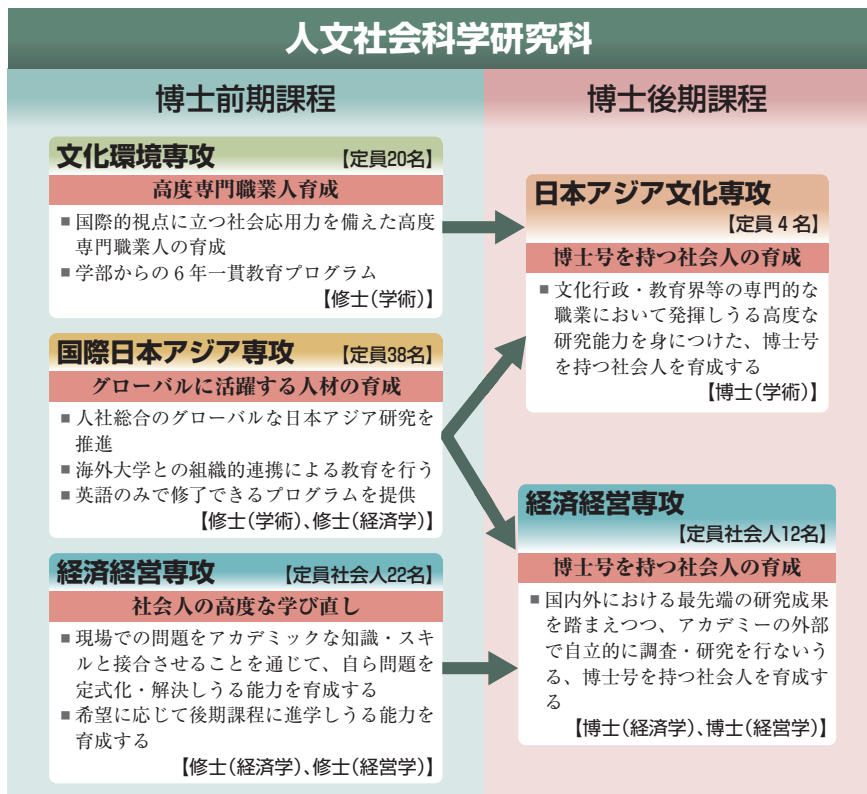 人文社会科学研究科
博士前期課程
文化環境専攻 【定員20名】
高度専門職業人育成
■国際的視点に立つ社会応用力を備えた高度
専門職業人の育成
■学部からの6年一貫教育プログラム
【修士(学術)】
国際日本アジア専攻 【定員38名】
グローバルに活躍する人材の育成
■人社総合のグローバルな日本アジア研究を
推進
■海外大学との組織的連携による教育を行う
■英語のみで修了できるプログラムを提供
【修士(学術)、修士(経済学)】
経済経営専攻 【定員社会人22名】
社会人の高度な学び直し
■現場での問題をアカデミックな知識・スキ
ルと接合させることを通じて、自ら問題を
定式化・解決しうる能力を育成する
■希望に応じて後期課程に進学しうる能力を
育成する
【修士(経済学)、修士(経営学)】
博士後期課程
日本アジア文化専攻
【定員 4 名】
博士号を持つ社会人の育成
■文化行政・教育界等の専門的な
職業において発揮しうる高度な
研究能力を身につけた、博士号
を持つ社会人を育成する
【博士(学術)】
経済経営専攻
【定員社会人12名】
博士号を持つ社会人の育成
■国内外における最先端の研究成果
を踏まえつつ、アカデミーの外部
で自立的に調査・研究を行ないう
る、博士号を持つ社会人を育成す
る
【博士(経済学)、博士(経営学)】